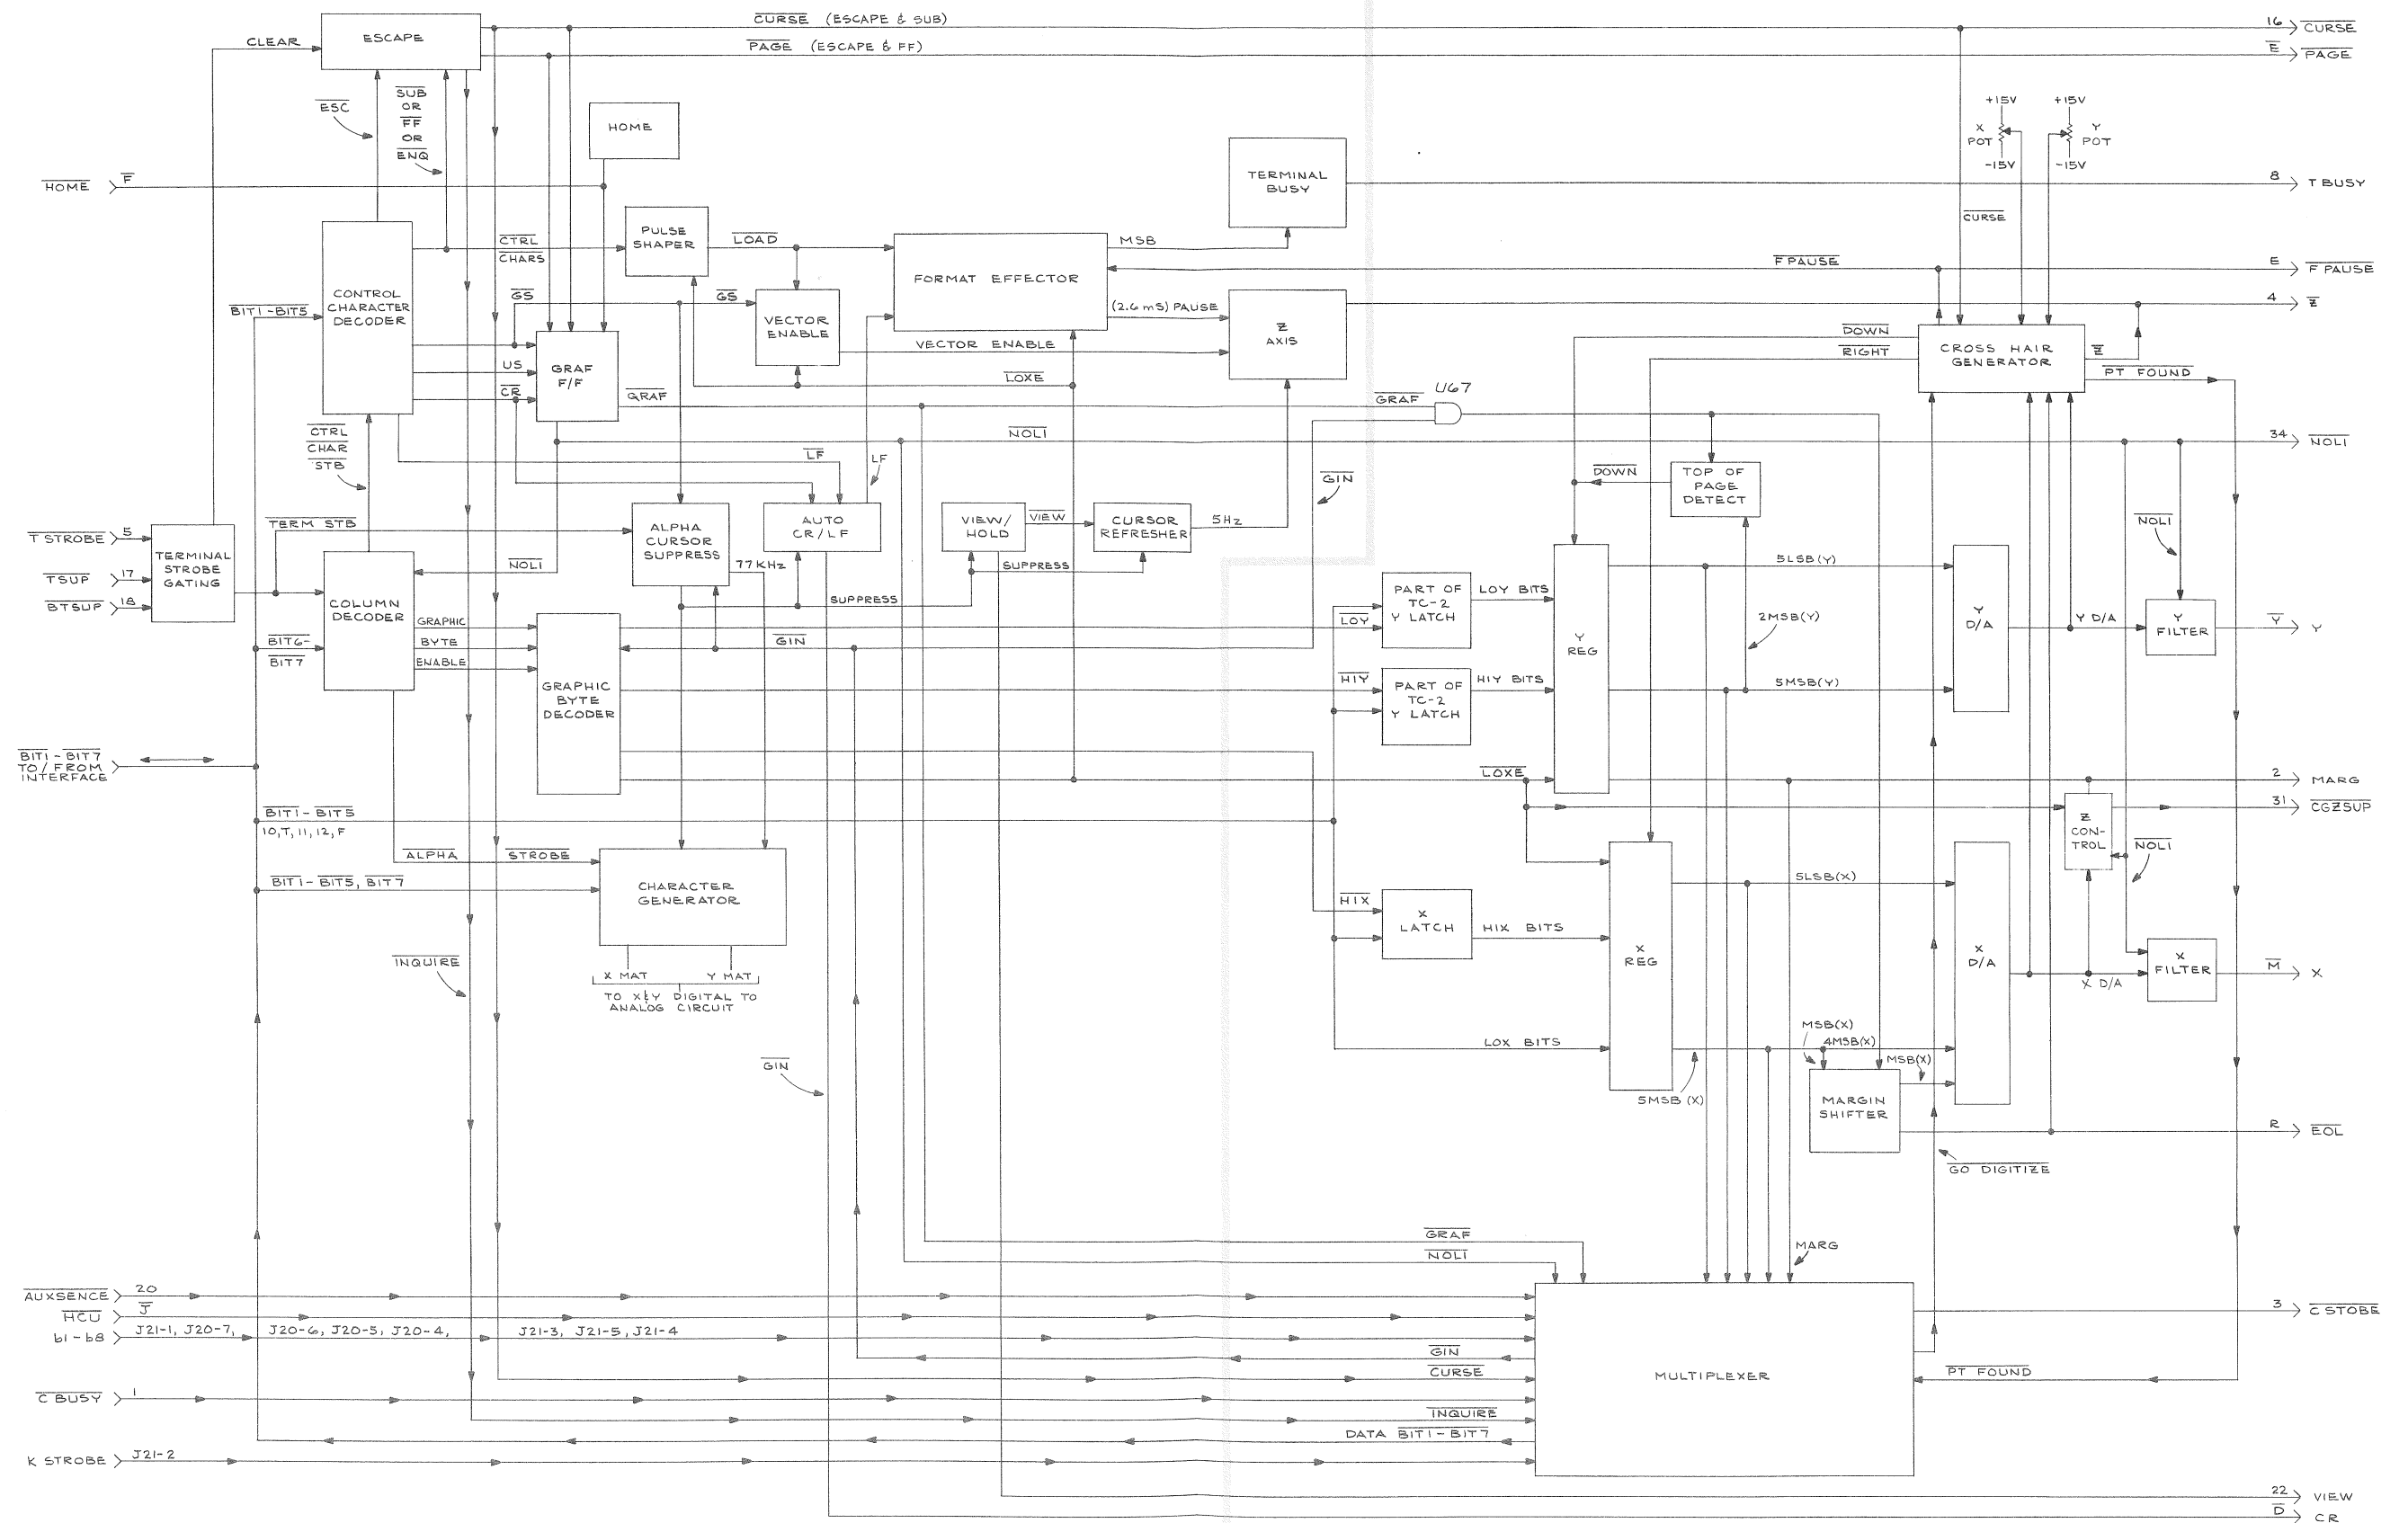 CURSE (ESCAPE & SUB)
16
CURSE
CLEAR
ESCAPE
PAGE (ESCAPE & FF)
E
PAGE
ESC
SUB
OR
FF
OR
ENQ
HOME
+15V
+15V
X
POT
Y
POT
-15V
-15V
HOME
F
TERMINAL
BUSY
8
T BUSY
CURSE
PULSE
SHAPER
CTRL
CHARS
LOAD
FORMAT EFFECTOR
MSB
F PAUSE
E
F PAUSE
CONTROL
CHARACTER
DECODER
BIT1-BIT5
GS
GS
VECTOR
ENABLE
(2.6 mS) PAUSE
Z
AXIS
4
Z
DOWN
RIGHT
CROSS HAIR
GENERATOR
Z
PT FOUND
VECTOR ENABLE
US
CR
GRAF
F/F
LOXE
GRAF
GRAF
U67
CTRL
CHAR
STB
NOLI
34
NOLI
LF
LF
GIN
DOWN
TOP OF
PAGE
DETECT
T STROBE
5
TSUP
17
BTSUP
18
TERMINAL
STROBE
GATING
TERM STB
ALPHA
CURSOR
SUPPRESS
AUTO
CR/LF
VIEW/
HOLD
VIEW
CURSOR
REFRESHER
5Hz
NOLI
NOLI
77KHz
SUPPRESS
SUPPRESS
COLUMN
DECODER
BIT6-
BIT7
GRAPHIC
BYTE
ENABLE
GRAPHIC
BYTE
DECODER
GIN
LOY
PART OF
TC-2
Y LATCH
LOY BITS
HIY
PART OF
TC-2
Y LATCH
HIY BITS
Y
REG
5LSB(Y)
2MSB(Y)
5MSB(Y)
Y
D/A
Y D/A
Y
FILTER
Y
Y
BIT1-BIT7
TO/FROM
INTERFACE
LOXE
2
MARG
31
CGZSUP
Z
CON-
TROL
NOLI
BIT1-BIT5
10,T,11,12,F
ALPHA STROBE
BIT1-BIT5, BIT7
CHARACTER
GENERATOR
X MAT
Y MAT
TO X&Y DIGITAL TO
ANALOG CIRCUIT
INQUIRE
HIX
X
LATCH
HIX BITS
X
REG
5LSB(X)
X
D/A
X D/A
X
FILTER
M
X
GIN
LOX BITS
MSB(X)
4MSB(X)
MSB(X)
5MSB (X)
MARGIN
SHIFTER
R
EOL
GO DIGITIZE
GRAF
NOLI
MARG
AUXSENCE
20
HCU
J
b1-b8
J21-1, J20-7, J20-6, J20-5, J20-4, J21-3, J21-5, J21-4
GIN
CURSE
C BUSY
1
INQUIRE
DATA BIT1-BIT7
K STROBE
J21-2
MULTIPLEXER
3
C STOBE
PT FOUND
22
VIEW
D
CR